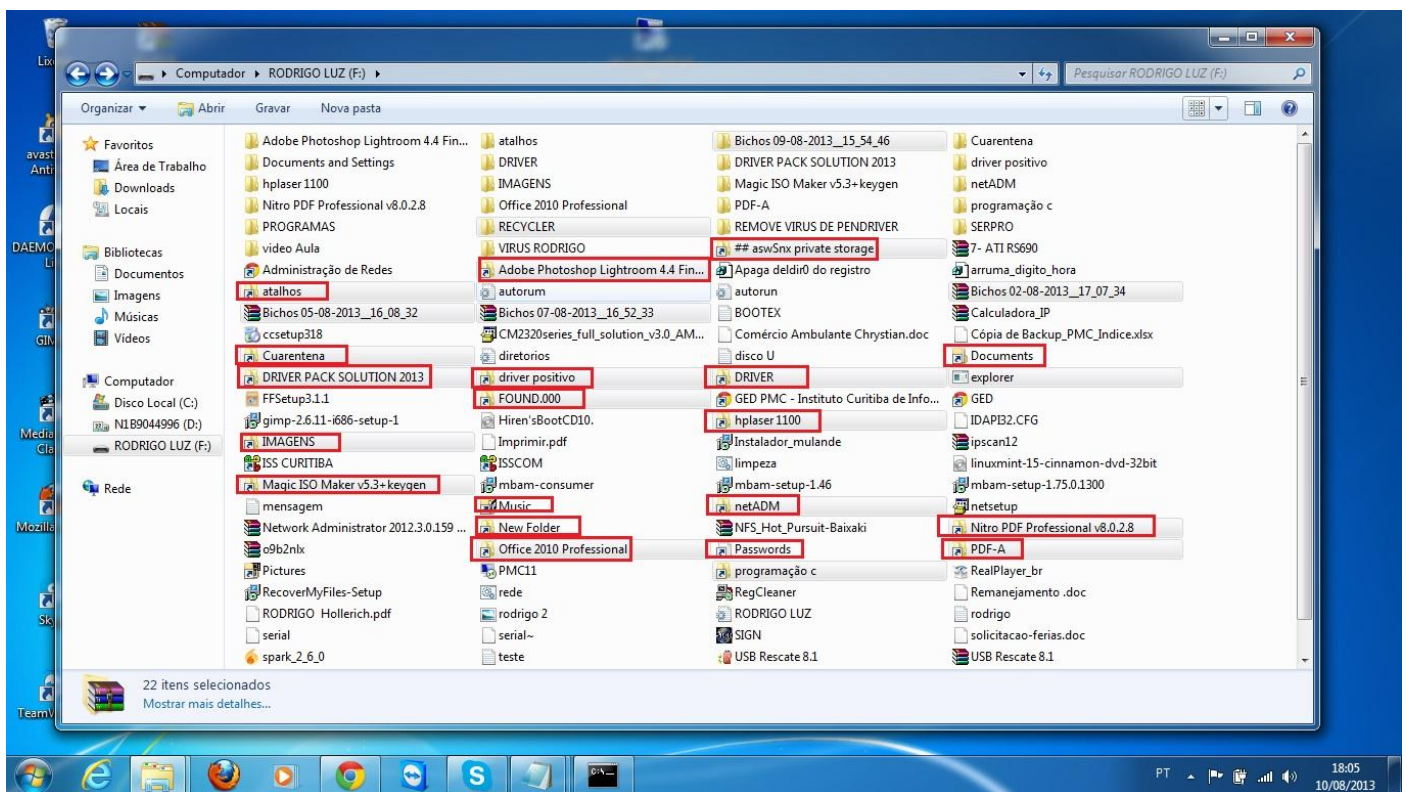 Computador ▸ RODRIGO LUZ (F:) ▸
Pesquisar RODRIGO LUZ (F:)
Organizar
Abrir
Gravar
Nova pasta
Favoritos
Área de Trabalho
Downloads
Locais
Bibliotecas
Documentos
Imagens
Músicas
Vídeos
Computador
Disco Local (C:)
N1B9044996 (D:)
RODRIGO LUZ (F:)
Rede
Adobe Photoshop Lightroom 4.4 Fin... atalhos Bichos 09-08-2013__15_54_46 Cuarentena
Documents and Settings DRIVER DRIVER PACK SOLUTION 2013 driver positivo
hplaser 1100 IMAGENS Magic ISO Maker v5.3+keygen netADM
Nitro PDF Professional v8.0.2.8 Office 2010 Professional PDF-A programação c
PROGRAMAS RECYCLER REMOVE VIRUS DE PENDRIVER SERPRO
video Aula VIRUS RODRIGO ## aswSnx private storage 7- ATI RS690
Administração de Redes Adobe Photoshop Lightroom 4.4 Fin... Apaga deldir0 do registro arruma_digito_hora
atalhos autorum autorun Bichos 02-08-2013__17_07_34
Bichos 05-08-2013__16_08_32 Bichos 07-08-2013__16_52_33 BOOTEX Calculadora_IP
ccsetup318 CM2320series_full_solution_v3.0_AM... Comércio Ambulante Chrystian.doc Cópia de Backup_PMC_Indice.xlsx
Cuarentena diretorios disco U Documents
DRIVER PACK SOLUTION 2013 driver positivo DRIVER explorer
FFSetup3.1.1 FOUND.000 GED PMC - Instituto Curitiba de Info... GED
gimp-2.6.11-i686-setup-1 Hiren'sBootCD10. hplaser 1100 IDAPI32.CFG
IMAGENS Imprimir.pdf Instalador_mulande ipscan12
ISS CURITIBA ISSCOM limpeza linuxmint-15-cinnamon-dvd-32bit
Magic ISO Maker v5.3+keygen mbam-consumer mbam-setup-1.46 mbam-setup-1.75.0.1300
mensagem Music netADM netsetup
Network Administrator 2012.3.0.159 ... New Folder NFS_Hot_Pursuit-Baixaki Nitro PDF Professional v8.0.2.8
o9b2nlx Office 2010 Professional Passwords PDF-A
Pictures PMC11 programação c RealPlayer_br
RecoverMyFiles-Setup rede RegCleaner Remanejamento .doc
RODRIGO Hollerich.pdf rodrigo 2 RODRIGO LUZ rodrigo
serial serial~ SIGN solicitacao-ferias.doc
spark_2_6_0 teste USB Rescate 8.1 USB Rescate 8.1
22 itens selecionados
Mostrar mais detalhes...
Lix
avast
Anti
DAEMO
GIM
Media
Cla
Mozilla
Sky
TeamV
PT
18:05
10/08/2013